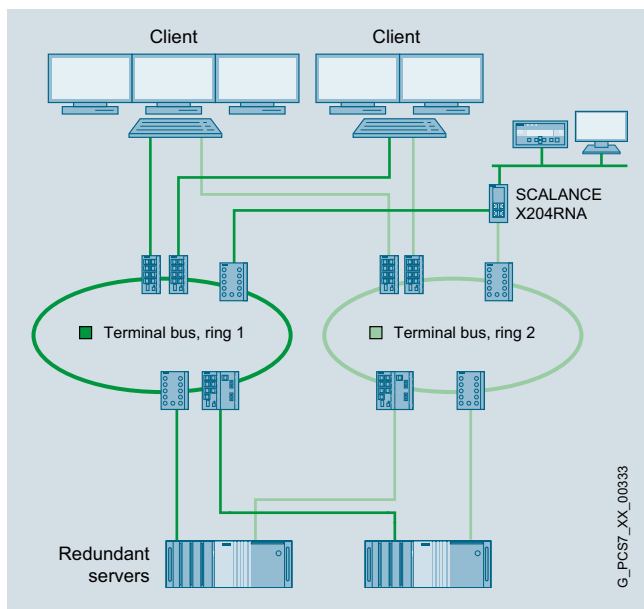 Client
Client
SCALANCE
X204RNA
Terminal bus, ring 1
Terminal bus, ring 2
Redundant
servers
G_PCS7_XX_00333